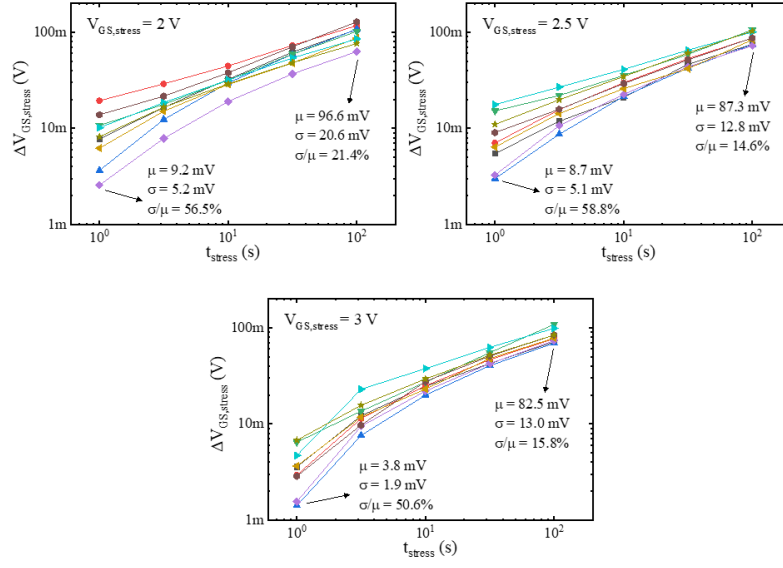 V_GS,stress = 2 V
ΔV_GS,stress (V)
100m
10m
1m
μ = 96.6 mV
σ = 20.6 mV
σ/μ = 21.4%
μ = 9.2 mV
σ = 5.2 mV
σ/μ = 56.5%
10^0
10^1
10^2
t_stress (s)
V_GS,stress = 2.5 V
ΔV_GS,stress (V)
100m
10m
1m
μ = 87.3 mV
σ = 12.8 mV
σ/μ = 14.6%
μ = 8.7 mV
σ = 5.1 mV
σ/μ = 58.8%
10^0
10^1
10^2
t_stress (s)
V_GS,stress = 3 V
ΔV_GS,stress (V)
100m
10m
1m
μ = 82.5 mV
σ = 13.0 mV
σ/μ = 15.8%
μ = 3.8 mV
σ = 1.9 mV
σ/μ = 50.6%
10^0
10^1
10^2
t_stress (s)